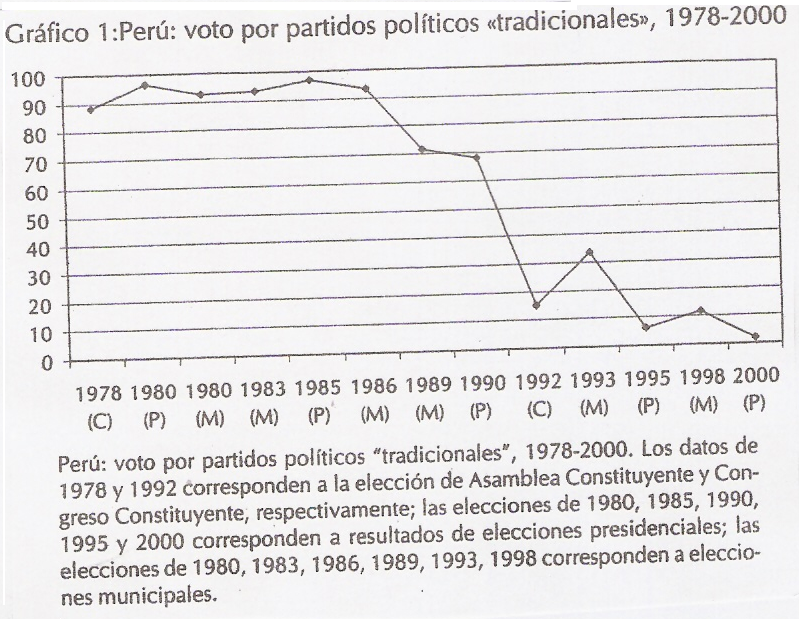 Gráfico 1:Perú: voto por partidos políticos «tradicionales», 1978-2000
100
90
80
70
60
50
40
30
20
10
0
1978 1980 1980 1983 1985 1986 1989 1990 1992 1993 1995 1998 2000
(C) (P) (M) (M) (P) (M) (M) (P) (C) (M) (P) (M) (P)
Perú: voto por partidos políticos "tradicionales", 1978-2000. Los datos de
1978 y 1992 corresponden a la elección de Asamblea Constituyente y Con-
greso Constituyente, respectivamente; las elecciones de 1980, 1985, 1990,
1995 y 2000 corresponden a resultados de elecciones presidenciales; las
elecciones de 1980, 1983, 1986, 1989, 1993, 1998 corresponden a eleccio-
nes municipales.